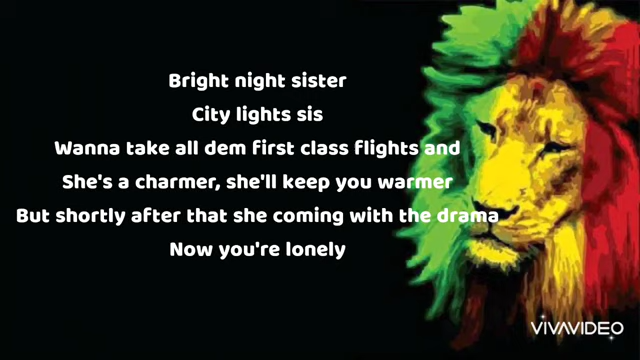 Bright night sister
City lights sis
Wanna take all dem first class flights and
She's a charmer, she'll keep you warmer
But shortly after that she coming with the drama
Now you're lonely
VIVAVIDEO